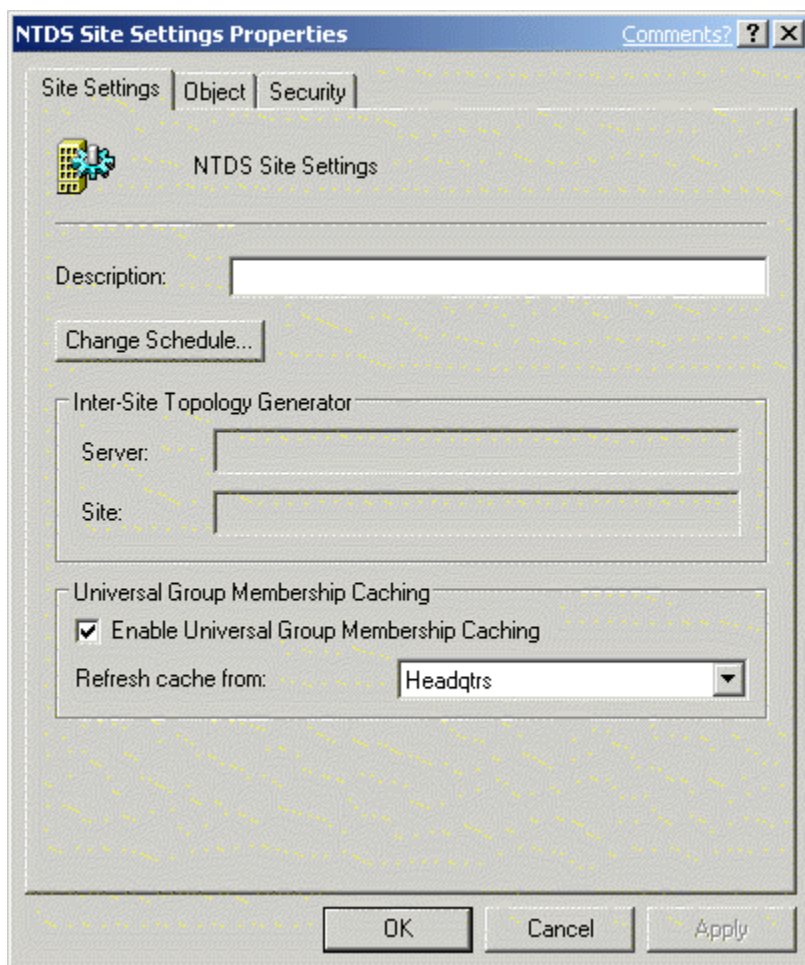 NTDS Site Settings Properties Comments? ?
Site Settings Object Security
NTDS Site Settings
Description:
Change Schedule...
Inter-Site Topology Generator
Server:
Site:
Universal Group Membership Caching
Enable Universal Group Membership Caching
Refresh cache from: Headqtrs
OK Cancel Apply